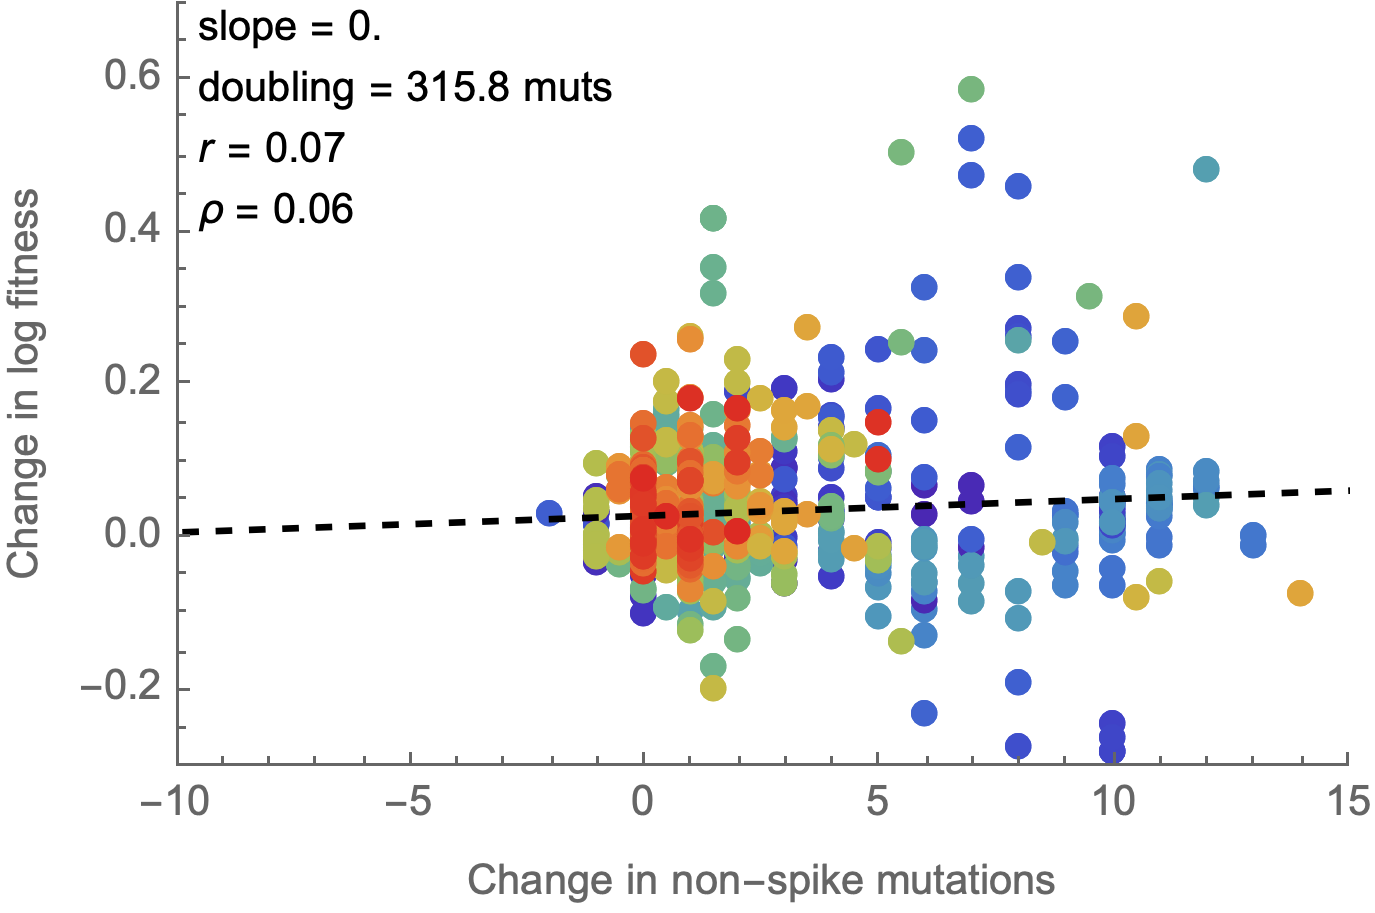 slope = 0.
doubling = 315.8 muts
r = 0.07
ρ = 0.06
0.6
0.4
0.2
0.0
−0.2
Change in log fitness
−10 −5 0 5 10 15
Change in non−spike mutations